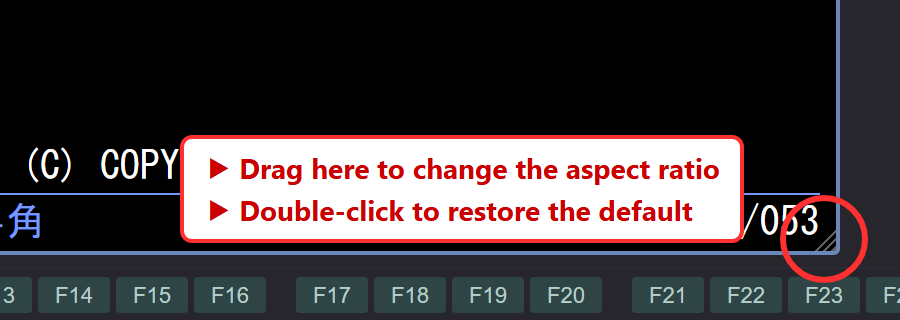 (C) COPY
▶ Drag here to change the aspect ratio
▶ Double-click to restore the default
角 /053
3 F14 F15 F16 F17 F18 F19 F20 F21 F22 F23